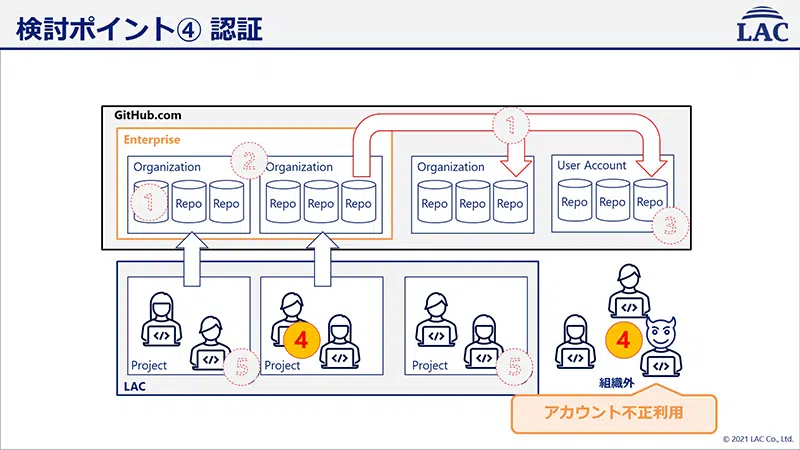 検討ポイント④ 認証
LAC
GitHub.com
Enterprise
Organization
Organization
Organization
User Account
1
2
1
3
Repo
Repo
Repo
Repo
Repo
Repo
Repo
Repo
Repo
Repo
Repo
4
5
5
4
Project
Project
Project
LAC
組織外
アカウント不正利用
© 2021 LAC Co., Ltd.